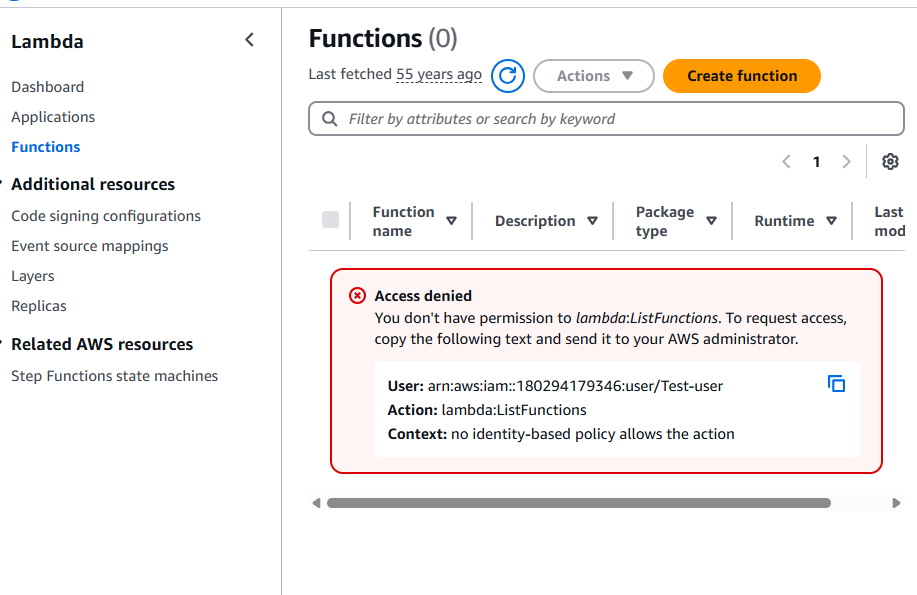 Lambda
Dashboard
Applications
Functions
Additional resources
Code signing configurations
Event source mappings
Layers
Replicas
Related AWS resources
Step Functions state machines
Functions (0)
Last fetched 55 years ago
Actions
Create function
Filter by attributes or search by keyword
1
Function
name
Description
Package
type
Runtime
Last
mod
Access denied
You don't have permission to lambda:ListFunctions. To request access,
copy the following text and send it to your AWS administrator.
User: arn:aws:iam::180294179346:user/Test-user
Action: lambda:ListFunctions
Context: no identity-based policy allows the action